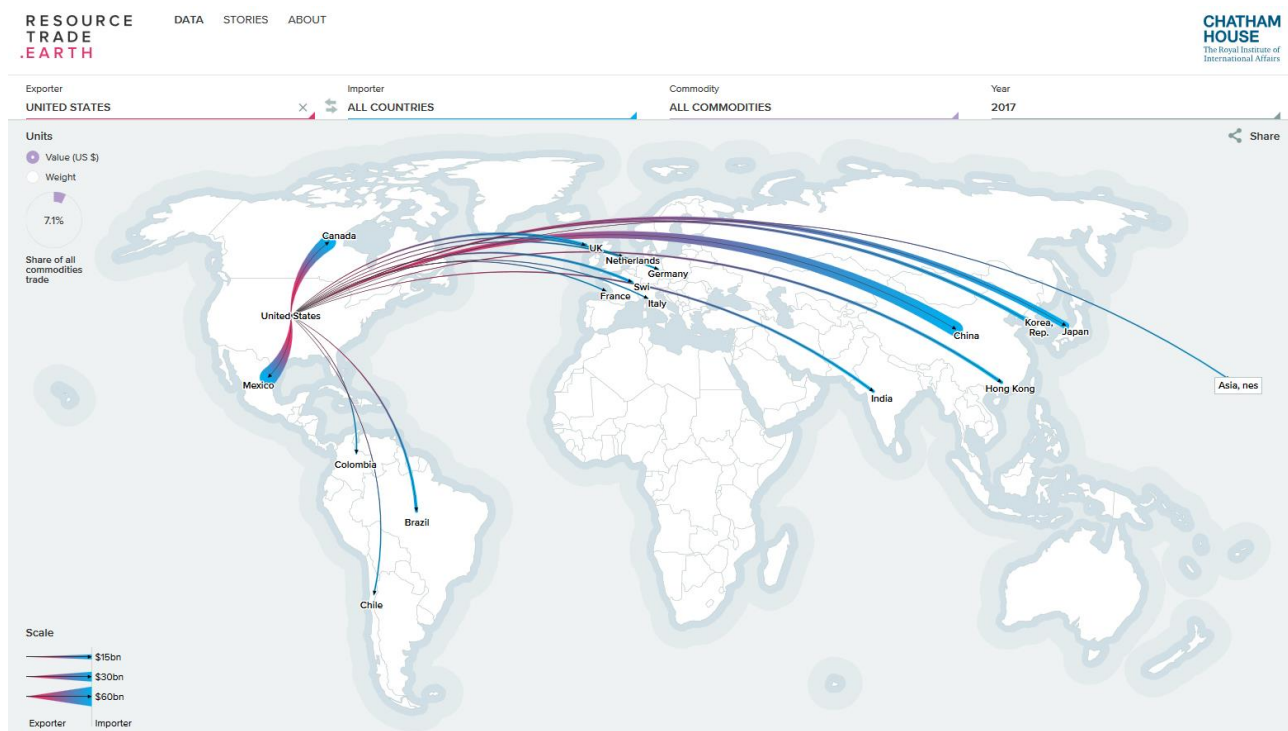 RESOURCE
TRADE
.EARTH
DATA STORIES ABOUT
CHATHAM
HOUSE
The Royal Institute of
International Affairs
Exporter
UNITED STATES
Importer
ALL COUNTRIES
Commodity
ALL COMMODITIES
Year
2017
Units
Value (US $)
Weight
7.1%
Share of all
commodities
trade
Share
Canada
UK
Netherlands
Germany
Swi
France
Italy
United States
Mexico
China
Korea,
Rep.
Japan
India
Hong Kong
Asia, nes
Colombia
Brazil
Chile
Scale
$15bn
$30bn
$60bn
Exporter Importer